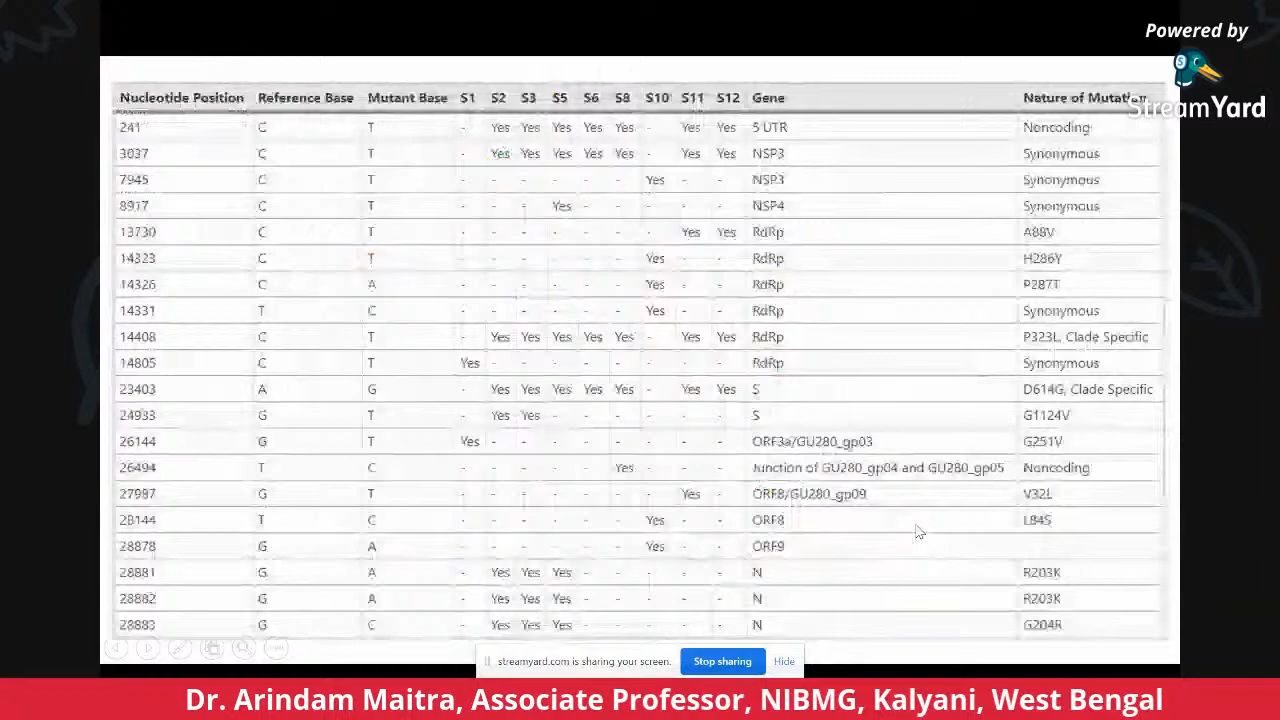 Powered by
StreamYard
Nucleotide Position Reference Base Mutant Base S1 S2 S3 S5 S6 S8 S10 S11 S12 Gene Nature of Mutation
241 C T - Yes Yes Yes Yes Yes - Yes Yes 5 UTR Noncoding
3037 C T - Yes Yes Yes Yes Yes - Yes Yes NSP3 Synonymous
7945 C T - - - - - - Yes - - NSP3 Synonymous
8917 C T - - - Yes - - - - - NSP4 Synonymous
13730 C T - - - - - - - Yes Yes RdRp A88V
14323 C T - - - - - - Yes - - RdRp H286Y
14326 C A - - - - - - Yes - - RdRp P287T
14331 T C - - - - - - Yes - - RdRp Synonymous
14408 C T - Yes Yes Yes Yes Yes - Yes Yes RdRp P323L, Clade Specific
14805 C T Yes - - - - - - - - RdRp Synonymous
23403 A G - Yes Yes Yes Yes Yes - Yes Yes S D614G, Clade Specific
24933 G T - Yes Yes - - - - - - S G1124V
26144 G T Yes - - - - - - - - ORF3a/GU280_gp03 G251V
26494 T C - - - - - Yes - - - Junction of GU280_gp04 and GU280_gp05 Noncoding
27987 G T - - - - - - - Yes - ORF8/GU280_gp09 V32L
28144 T C - - - - - - Yes - - ORF8 L84S
28878 G A - - - - - - Yes - - ORF9
28881 G A - Yes Yes Yes - - - - - N R203K
28882 G A - Yes Yes Yes - - - - - N R203K
28883 G C - Yes Yes Yes - - - - - N G204R
streamyard.com is sharing your screen. Stop sharing Hide
Dr. Arindam Maitra, Associate Professor, NIBMG, Kalyani, West Bengal